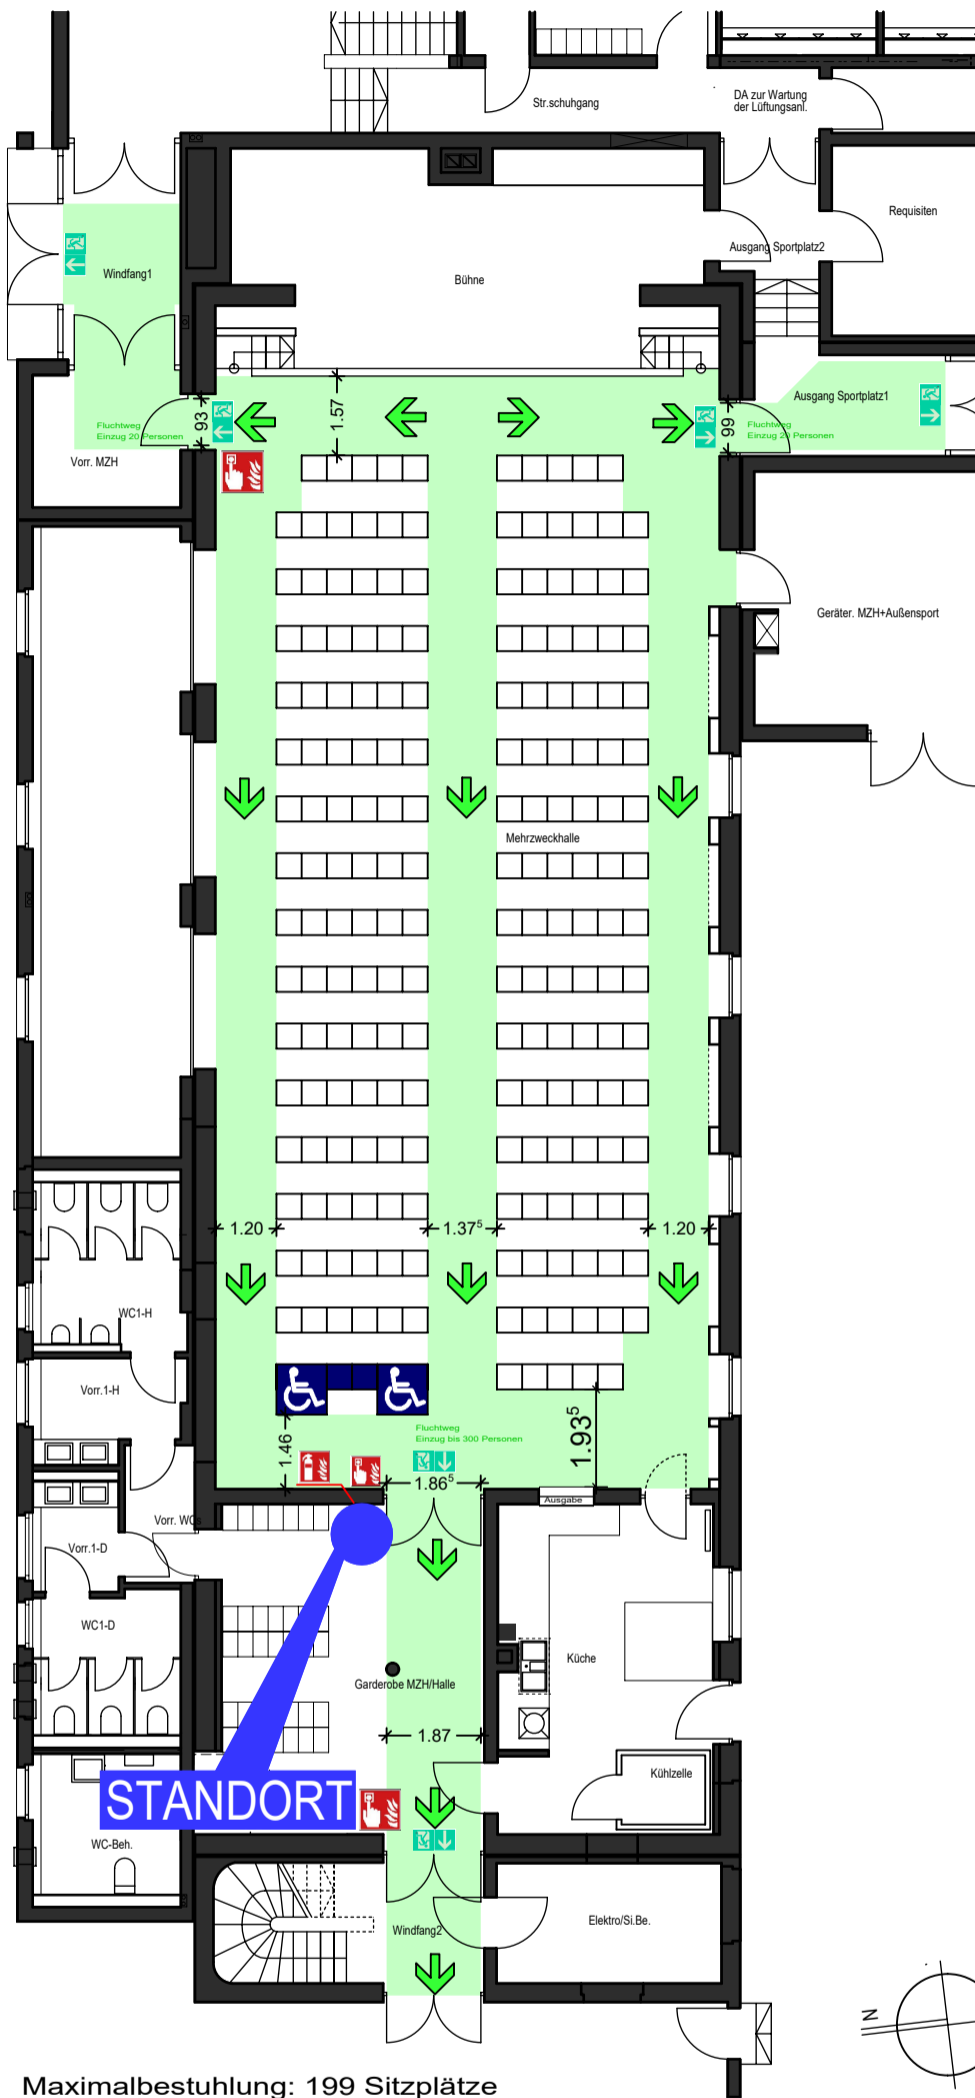 Str.schuhgang
DA zur Wartung
der Lüftungsanl.
Requisiten
Ausgang Sportplatz2
Windfang1
Bühne
Ausgang Sportplatz1
1.57
93
99
Fluchtweg
Einzug 20 Personen
Fluchtweg
Einzug 20 Personen
Vorr. MZH
Geräter. MZH+Außensport
Mehrzweckhalle
1.20
1.37⁵
1.20
WC1-H
Vorr.1-H
Fluchtweg
Einzug bis 300 Personen
1.46
1.93⁵
1.86⁵
Ausgabe
Vorr. WCs
Vorr.1-D
WC1-D
Küche
Garderobe MZH/Halle
1.87
Kühlzelle
STANDORT
WC-Beh.
Windfang2
Elektro/Si.Be.
N
Maximalbestuhlung: 199 Sitzplätze